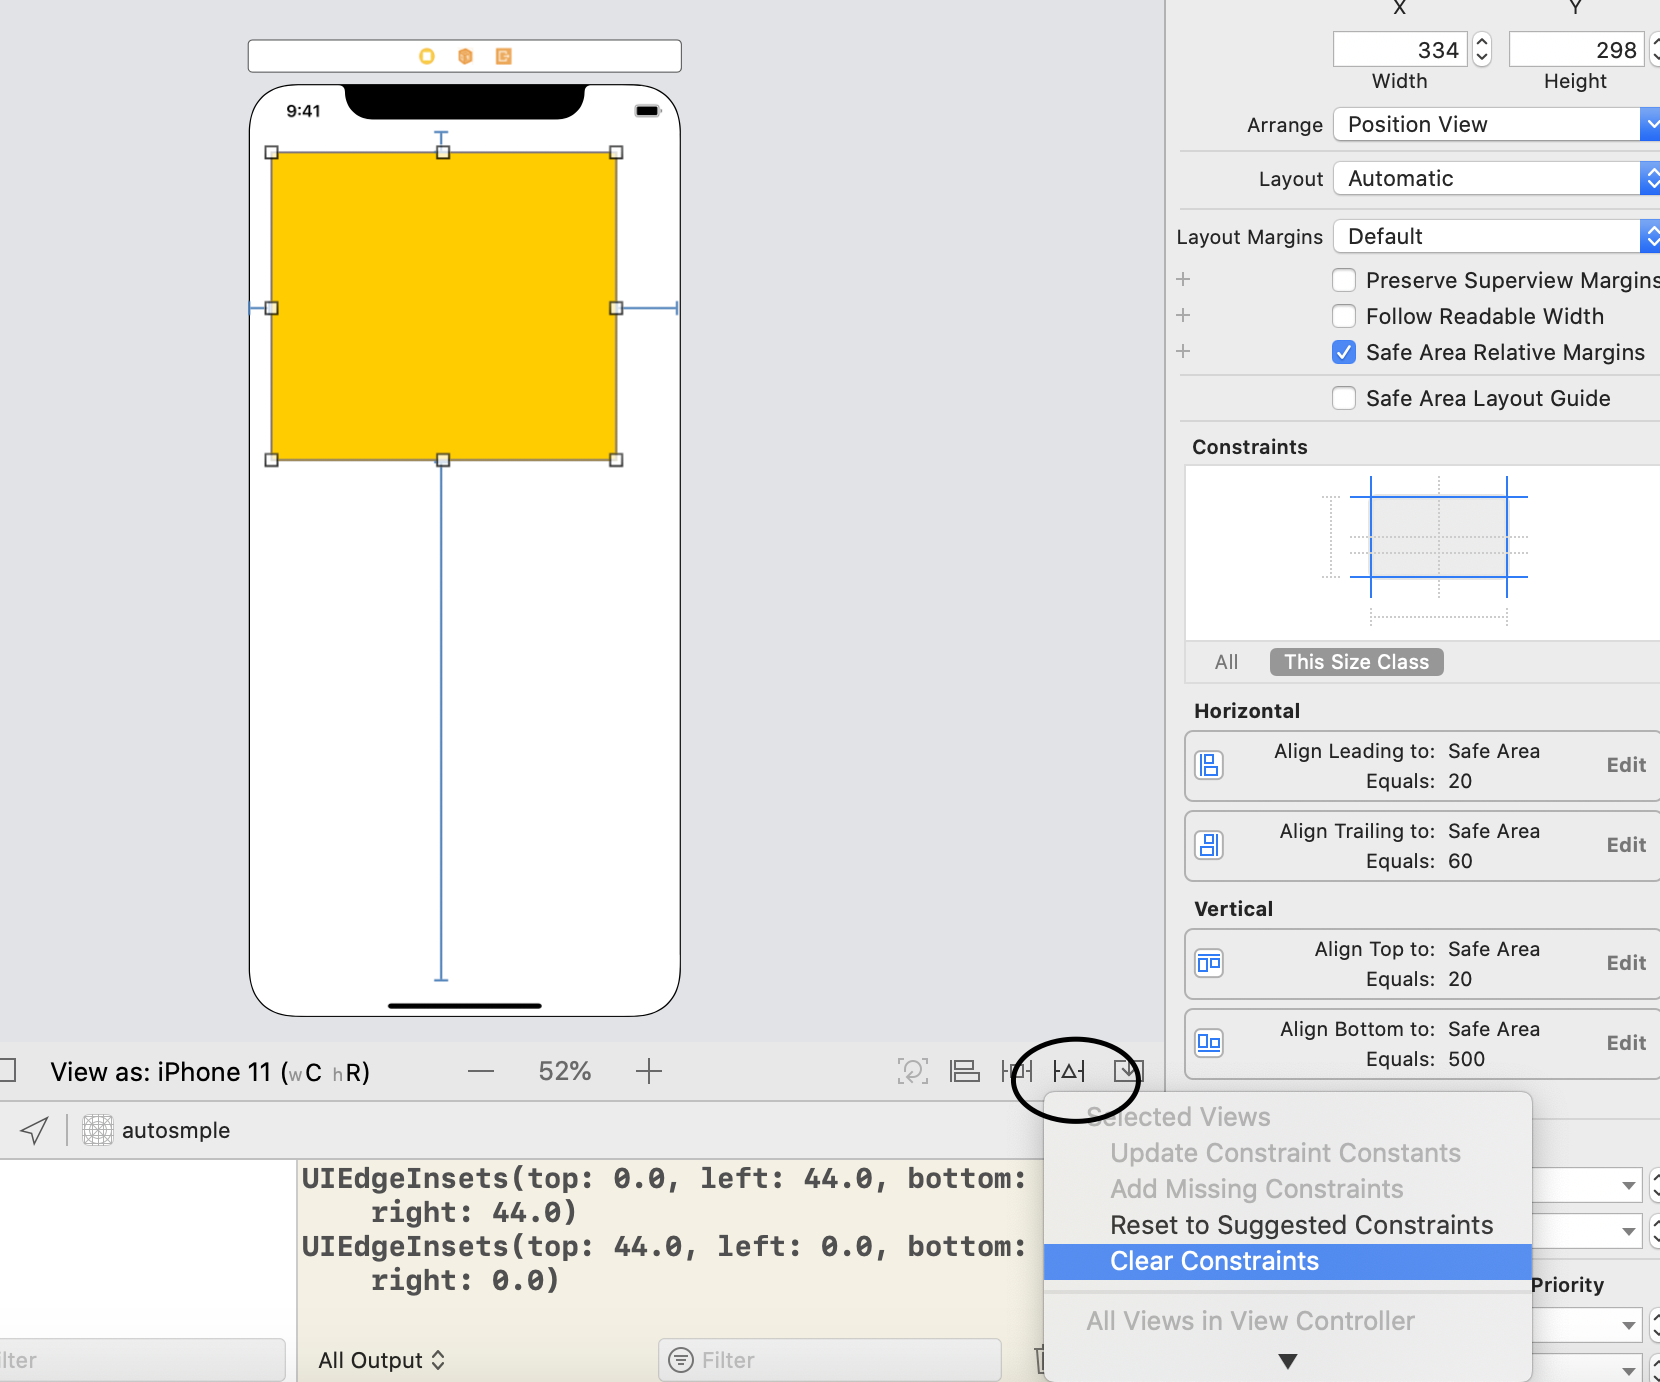 X Y
334 298
Width Height
Arrange Position View
Layout Automatic
Layout Margins Default
Preserve Superview Margins
Follow Readable Width
Safe Area Relative Margins
Safe Area Layout Guide
Constraints
All This Size Class
Horizontal
Align Leading to: Safe Area Edit
Equals: 20
Align Trailing to: Safe Area Edit
Equals: 60
Vertical
Align Top to: Safe Area Edit
Equals: 20
Align Bottom to: Safe Area Edit
Equals: 500
Priority
9:41
View as: iPhone 11 (wC hR) 52%
autosmple
UIEdgeInsets(top: 0.0, left: 44.0, bottom:
right: 44.0)
UIEdgeInsets(top: 44.0, left: 0.0, bottom:
right: 0.0)
All Output Filter
Selected Views
Update Constraint Constants
Add Missing Constraints
Reset to Suggested Constraints
Clear Constraints
All Views in View Controller